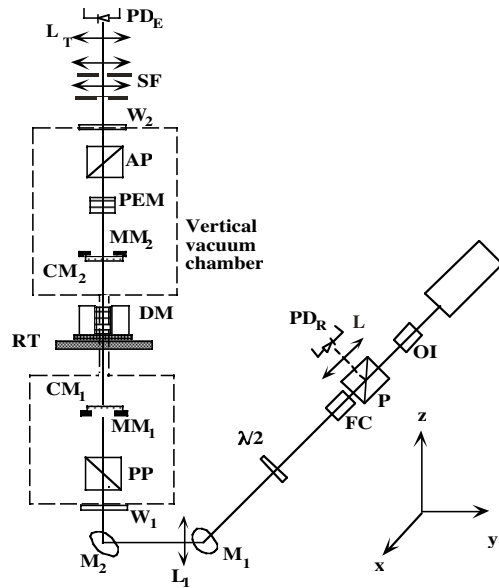 PD_E
L_T
SF
W_2
AP
PEM
MM_2
CM_2
Vertical
vacuum
chamber
DM
RT
CM_1
MM_1
PP
W_1
M_2
L_1
M_1
λ/2
FC
P
PD_R
L
OI
z
y
x